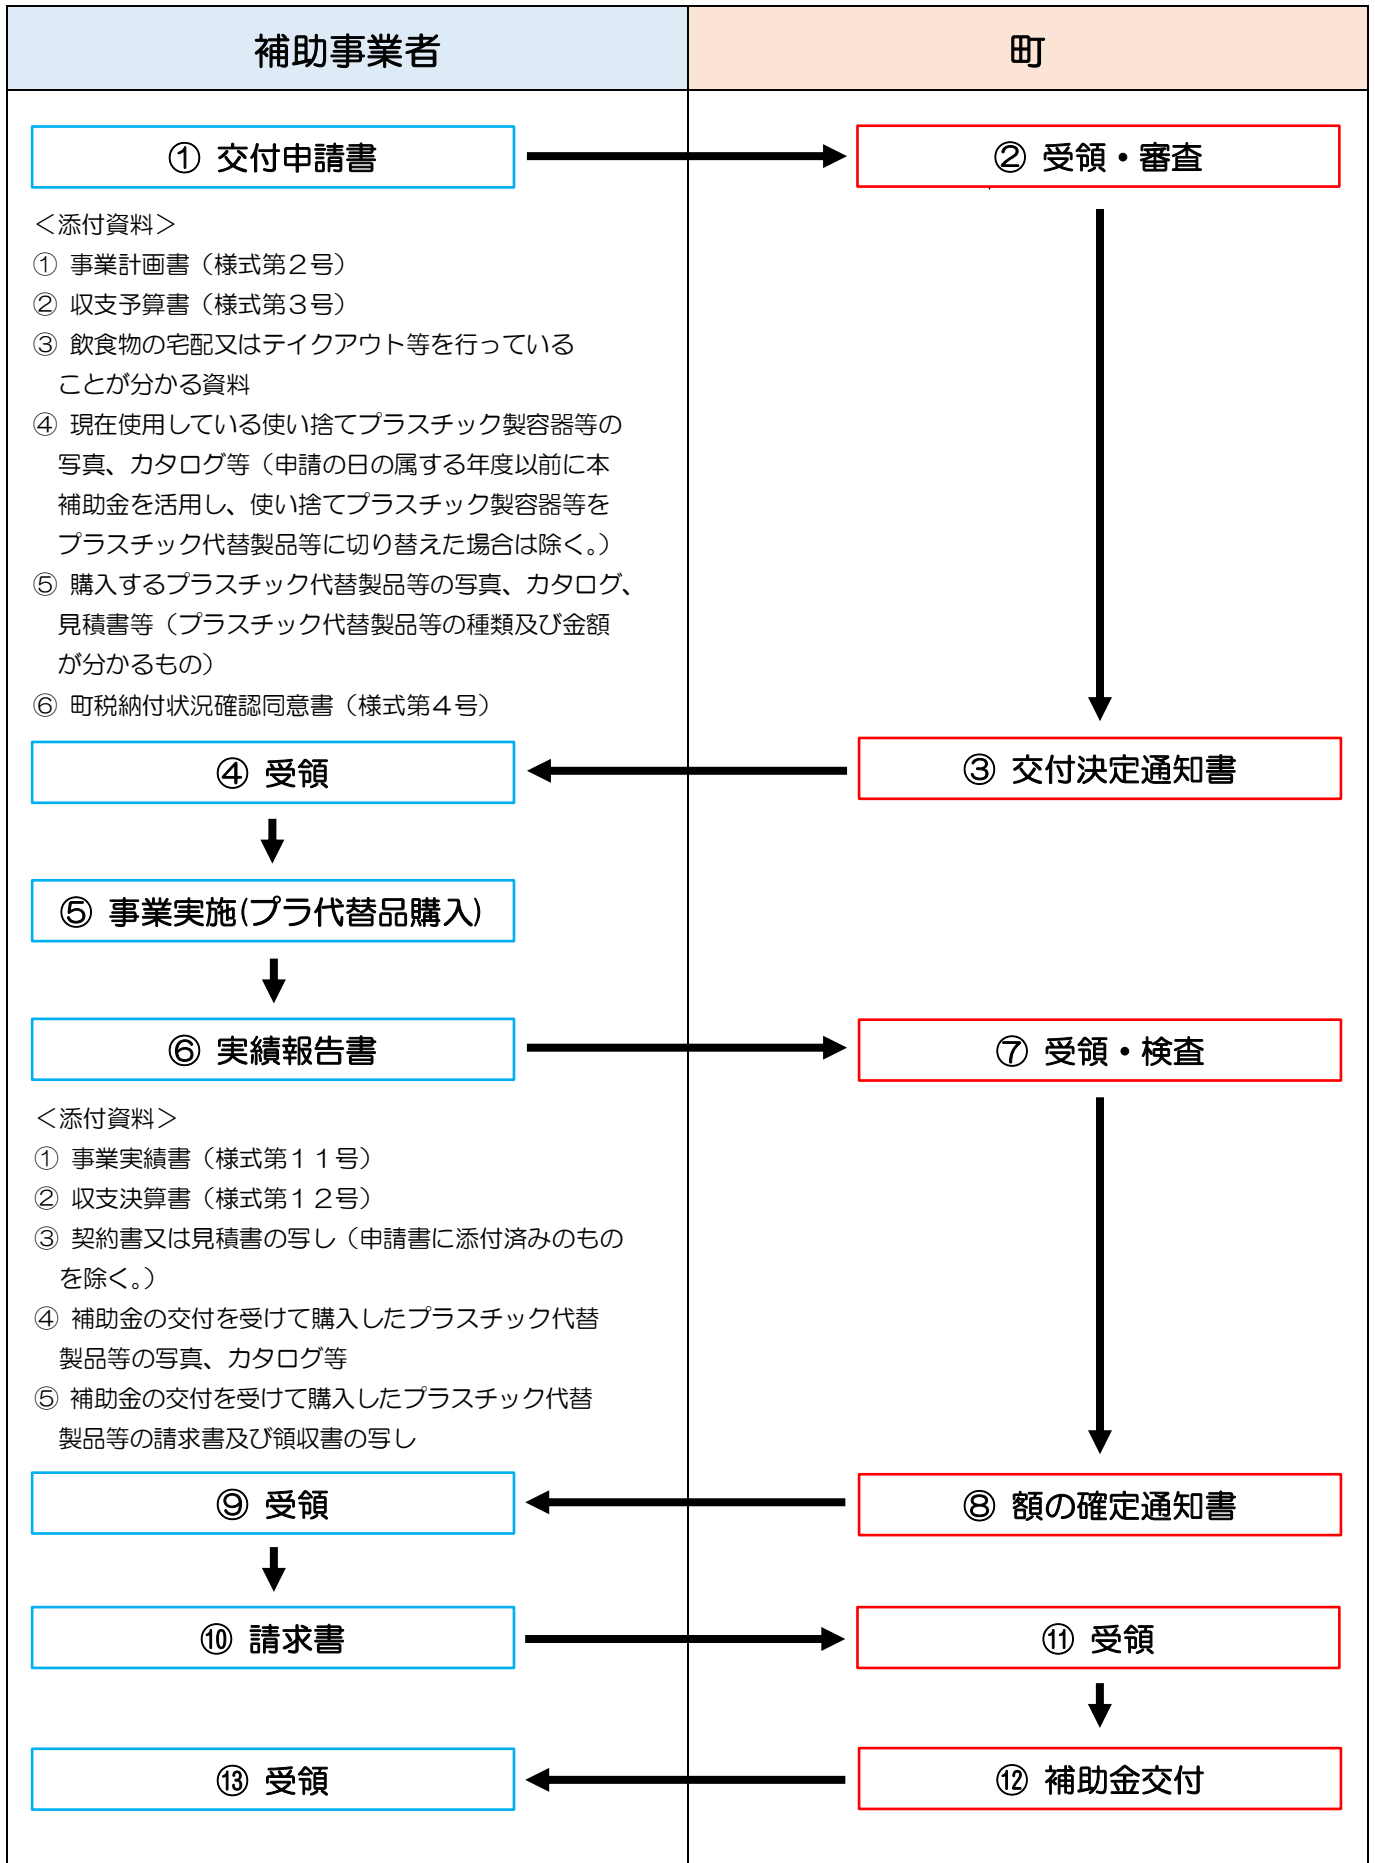 補助事業者
町
① 交付申請書
② 受領・審査
＜添付資料＞
① 事業計画書（様式第２号）
② 収支予算書（様式第３号）
③ 飲食物の宅配又はテイクアウト等を行っている
ことが分かる資料
④ 現在使用している使い捨てプラスチック製容器等の
写真、カタログ等（申請の日の属する年度以前に本
補助金を活用し、使い捨てプラスチック製容器等を
プラスチック代替製品等に切り替えた場合は除く。）
⑤ 購入するプラスチック代替製品等の写真、カタログ、
見積書等（プラスチック代替製品等の種類及び金額
が分かるもの）
⑥ 町税納付状況確認同意書（様式第４号）
④ 受領
③ 交付決定通知書
⑤ 事業実施(プラ代替品購入)
⑥ 実績報告書
⑦ 受領・検査
＜添付資料＞
① 事業実績書（様式第１１号）
② 収支決算書（様式第１２号）
③ 契約書又は見積書の写し（申請書に添付済みのもの
を除く。）
④ 補助金の交付を受けて購入したプラスチック代替
製品等の写真、カタログ等
⑤ 補助金の交付を受けて購入したプラスチック代替
製品等の請求書及び領収書の写し
⑨ 受領
⑧ 額の確定通知書
⑩ 請求書
⑪ 受領
⑬ 受領
⑫ 補助金交付